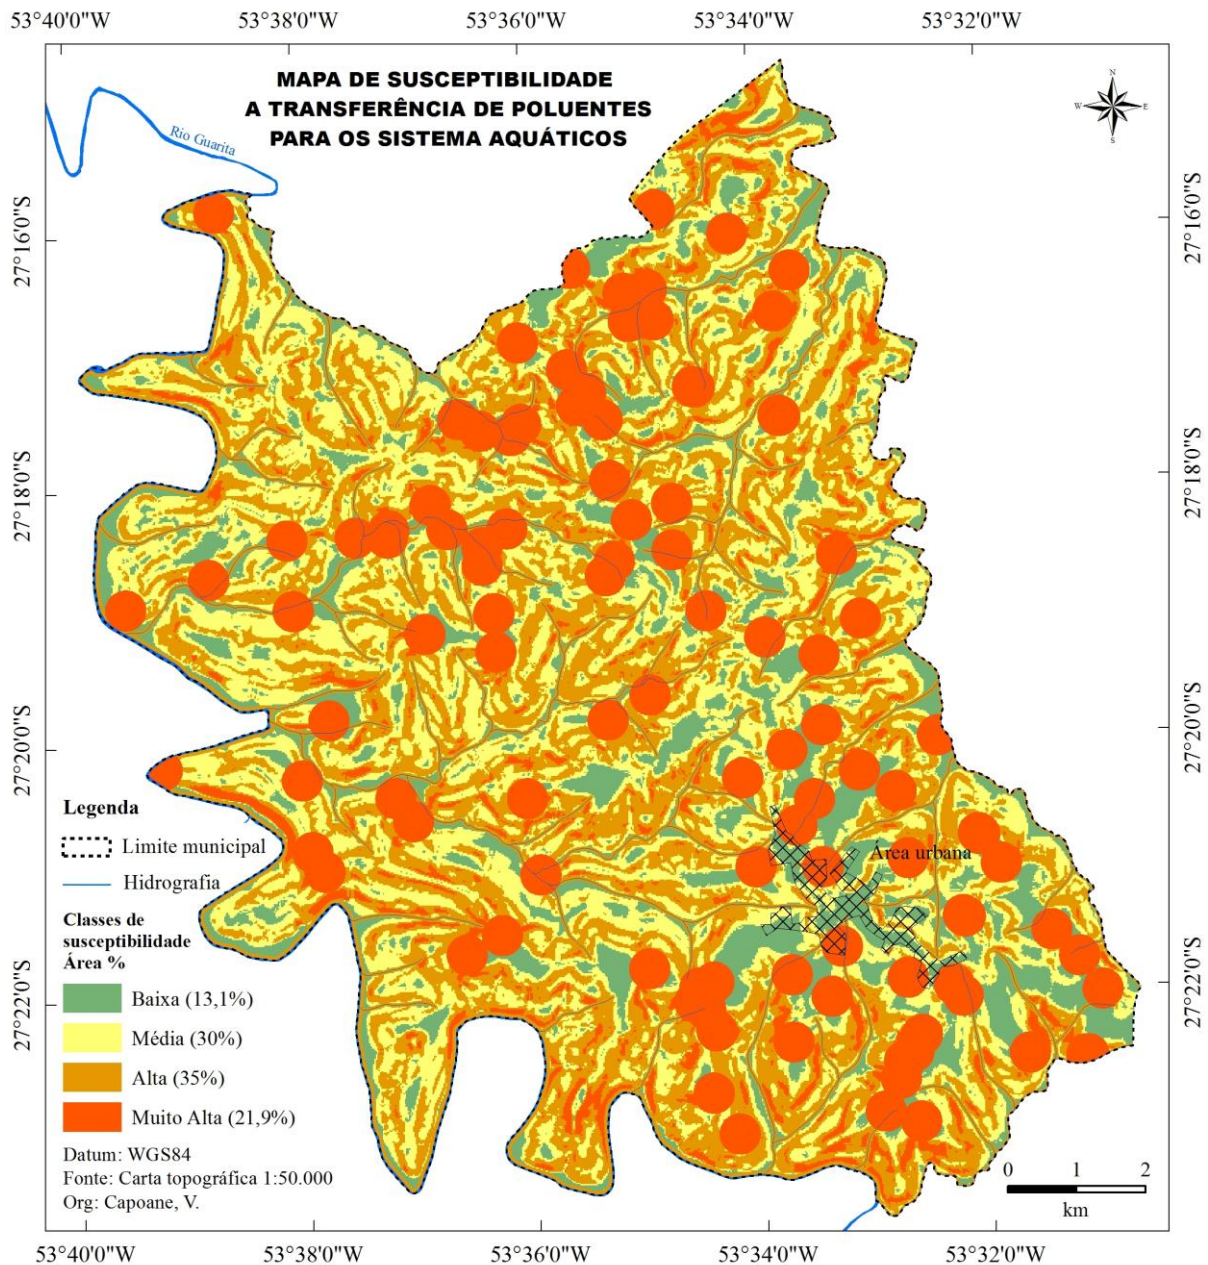 53°40'0"W 53°38'0"W 53°36'0"W 53°34'0"W 53°32'0"W
MAPA DE SUSCEPTIBILIDADE
A TRANSFERÊNCIA DE POLUENTES
PARA OS SISTEMA AQUÁTICOS
N
W E
S
Rio Guarita
27°16'0"S 27°16'0"S
27°18'0"S 27°18'0"S
27°20'0"S 27°20'0"S
Legenda
Limite municipal
Hidrografia
Área urbana
Classes de
susceptibilidade
Área %
Baixa (13,1%)
Média (30%)
Alta (35%)
Muito Alta (21,9%)
27°22'0"S 27°22'0"S
Datum: WGS84
Fonte: Carta topográfica 1:50.000
Org: Capoane, V.
0 1 2
km
53°40'0"W 53°38'0"W 53°36'0"W 53°34'0"W 53°32'0"W